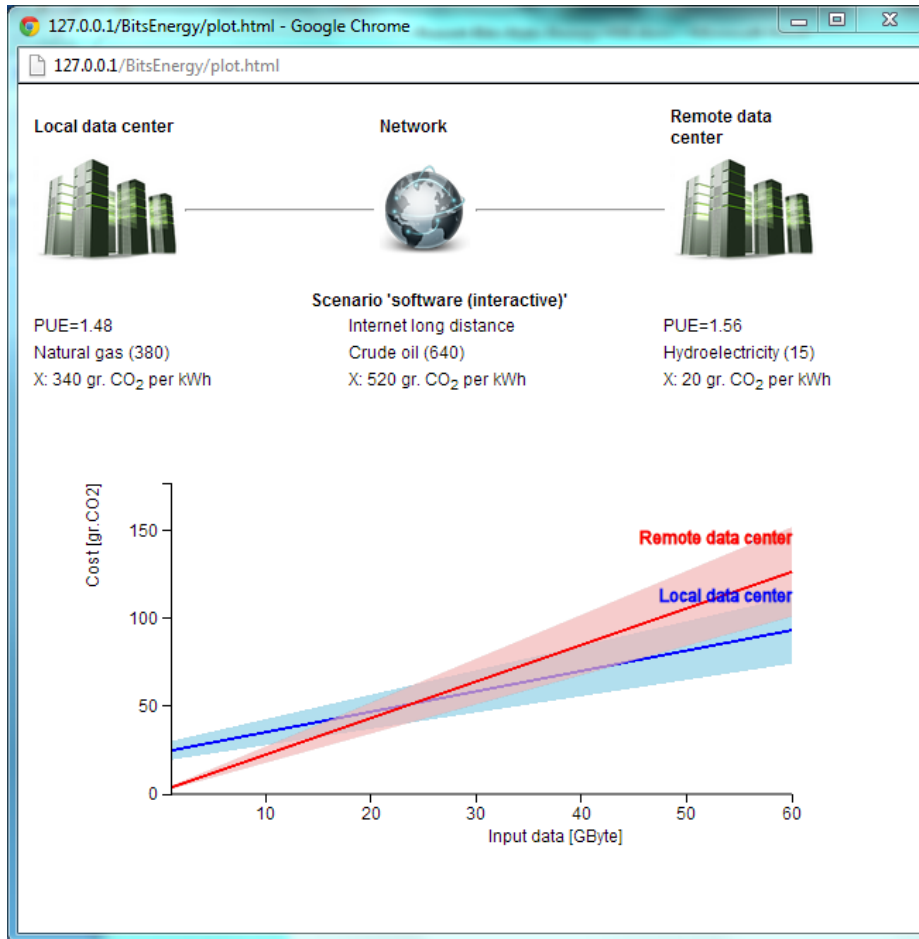 127.0.0.1/BitsEnergy/plot.html - Google Chrome
127.0.0.1/BitsEnergy/plot.html
Local data center
Network
Remote data
center
Scenario 'software (interactive)'
PUE=1.48
Internet long distance
PUE=1.56
Natural gas (380)
Crude oil (640)
Hydroelectricity (15)
X: 340 gr. CO2 per kWh
X: 520 gr. CO2 per kWh
X: 20 gr. CO2 per kWh
Cost [gr.CO2]
150
100
50
0
Remote data center
Local data center
10
20
30
40
50
60
Input data [GByte]